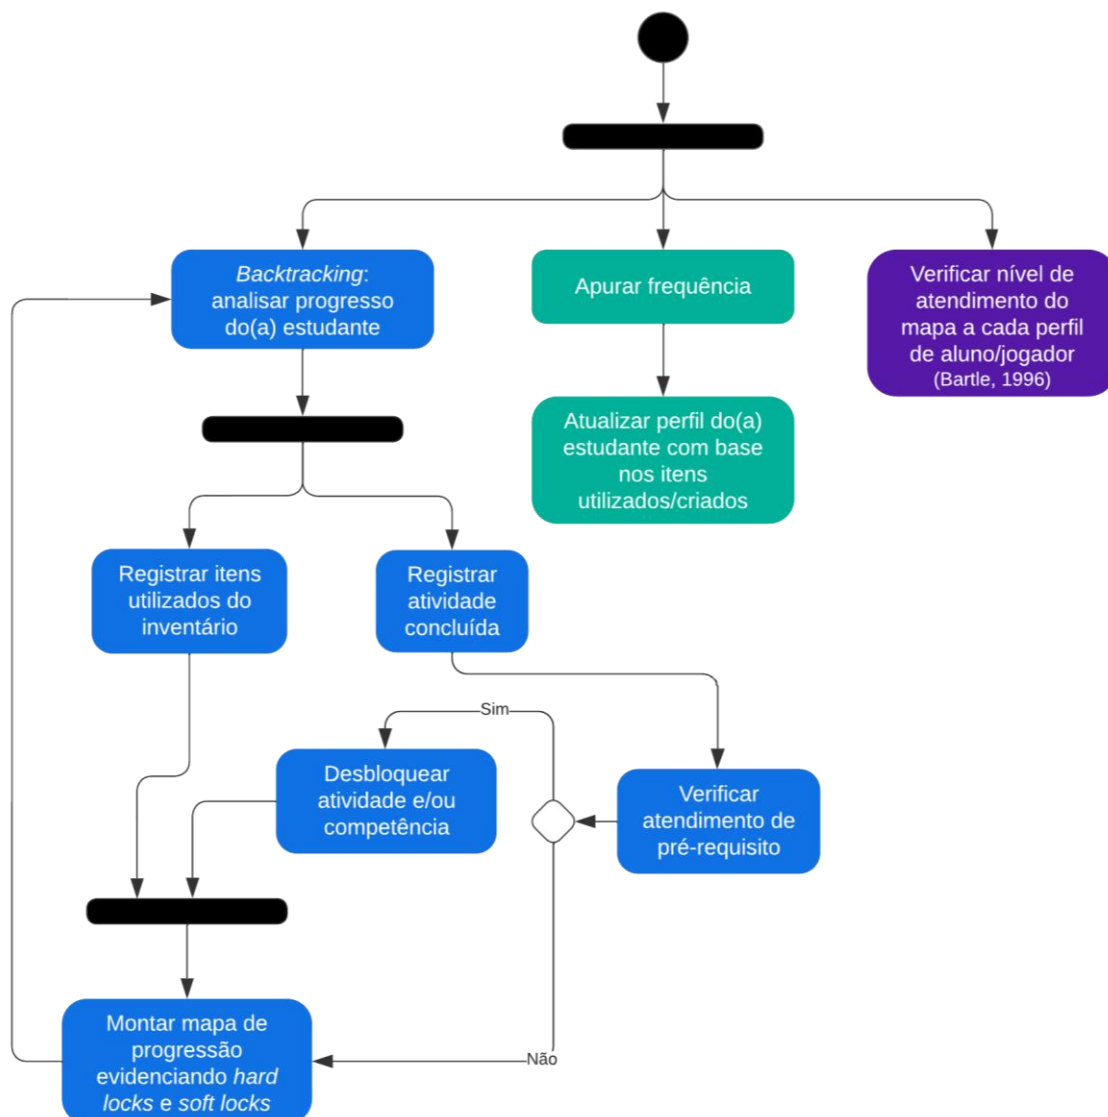 Backtracking:
analisar progresso
do(a) estudante
Apurar frequência
Verificar nível de
atendimento do
mapa a cada perfil
de aluno/jogador
(Bartle, 1996)
Atualizar perfil do(a)
estudante com base
nos itens
utilizados/criados
Registrar itens
utilizados do
inventário
Registrar
atividade
concluída
Sim
Desbloquear
atividade e/ou
competência
Verificar
atendimento de
pré-requisito
Montar mapa de
progressão
evidenciando hard
locks e soft locks
Não